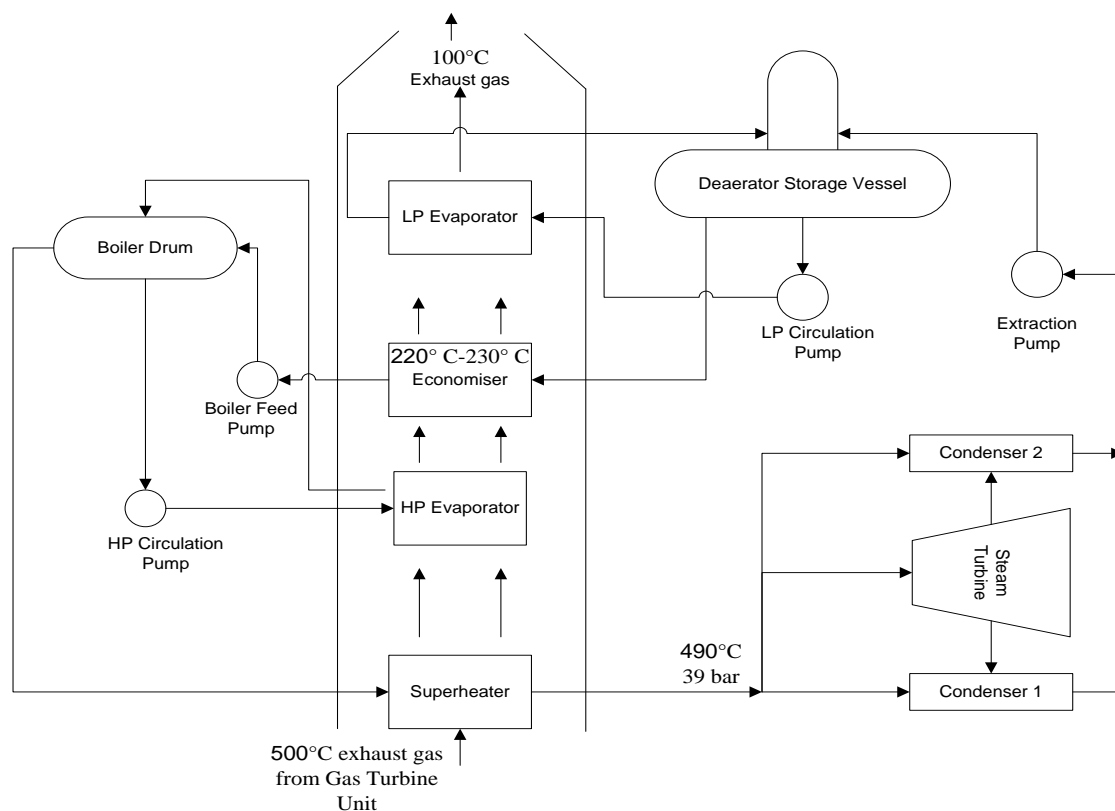 100°C
Exhaust gas
Deaerator Storage Vessel
LP Evaporator
Boiler Drum
LP Circulation
Pump
Extraction
Pump
220° C-230° C
Economiser
Boiler Feed
Pump
Condenser 2
HP Evaporator
HP Circulation
Pump
Steam
Turbine
490°C
39 bar
Superheater
Condenser 1
500°C exhaust gas
from Gas Turbine
Unit